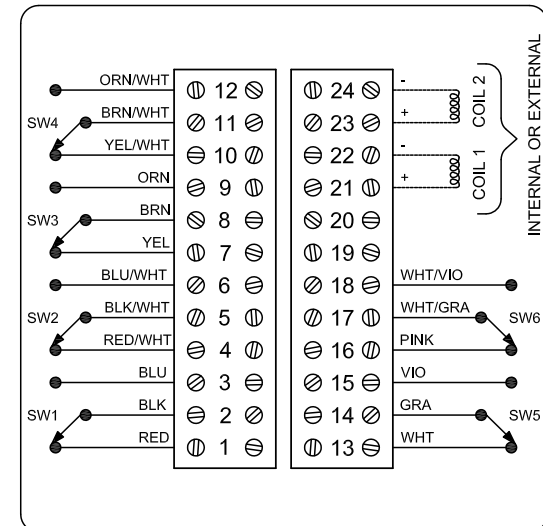 ORN/WHT 12 24 -
SW4 BRN/WHT 11 23 + COIL 2
YEL/WHT 10 22 -
ORN 9 21 + COIL 1
INTERNAL OR EXTERNAL
SW3 BRN 8 20
YEL 7 19
BLU/WHT 6 18 WHT/VIO
SW2 BLK/WHT 5 17 WHT/GRA SW6
RED/WHT 4 16 PINK
BLU 3 15 VIO
SW1 BLK 2 14 GRA SW5
RED 1 13 WHT